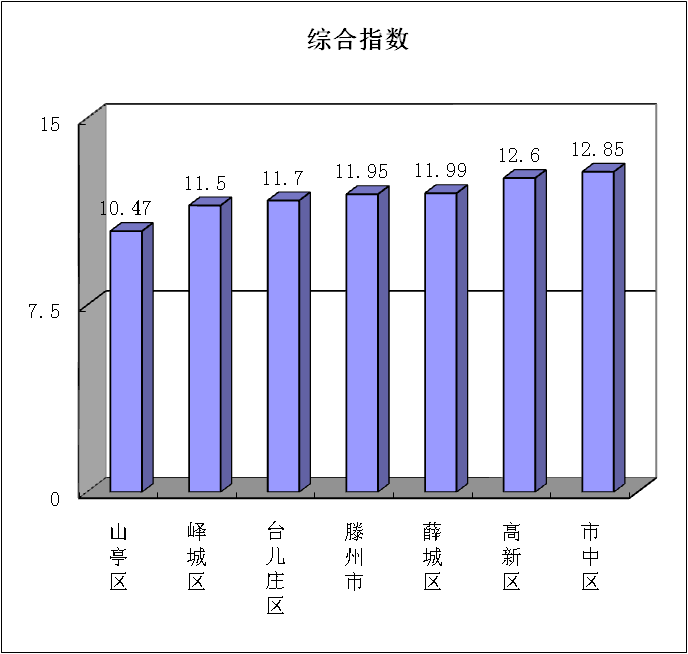 综合指数
15
7.5
0
10.47
11.5
11.7
11.95
11.99
12.6
12.85
山亭区
峄城区
台儿庄区
滕州市
薛城区
高新区
市中区